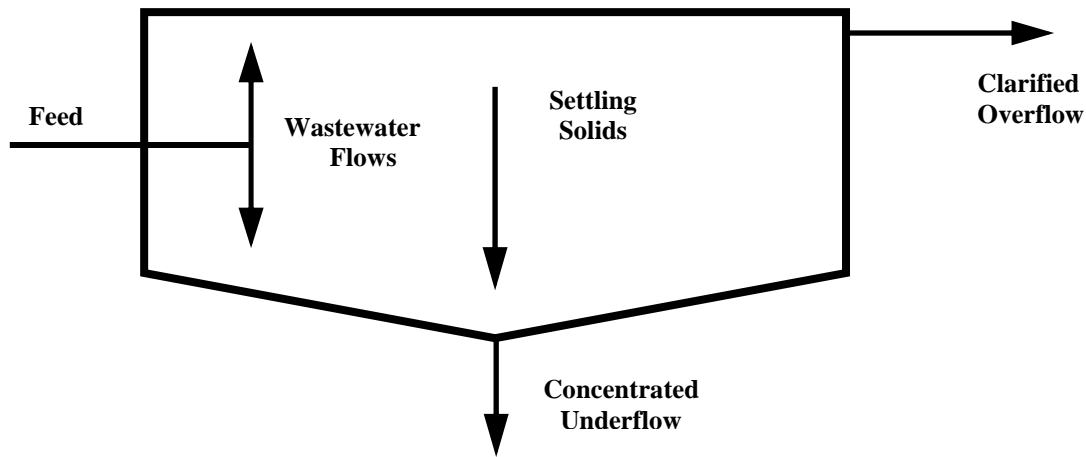 Feed
Wastewater
Flows
Settling
Solids
Clarified
Overflow
Concentrated
Underflow